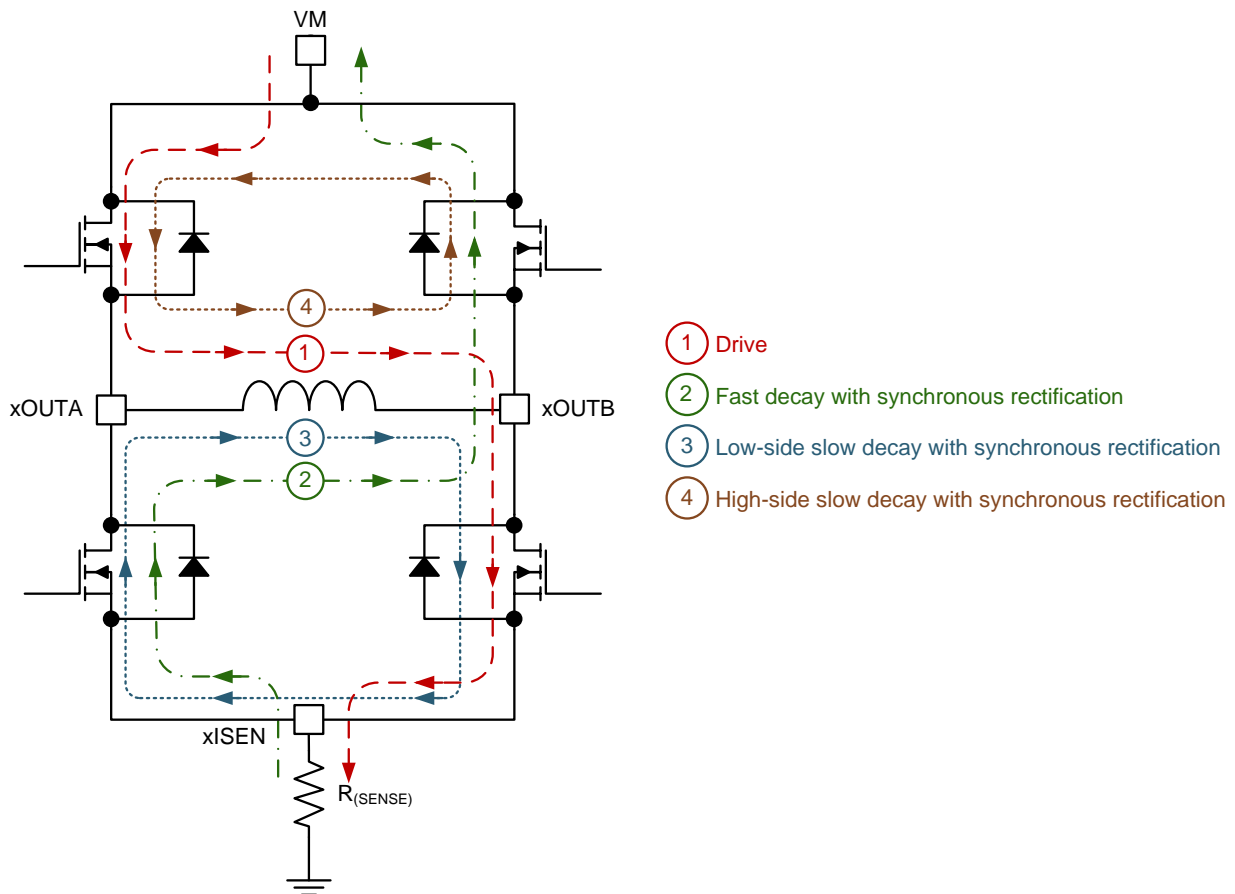 VM
4
1
xOUTA
xOUTB
3
2
xISEN
R(SENSE)
1 Drive
2 Fast decay with synchronous rectification
3 Low-side slow decay with synchronous rectification
4 High-side slow decay with synchronous rectification